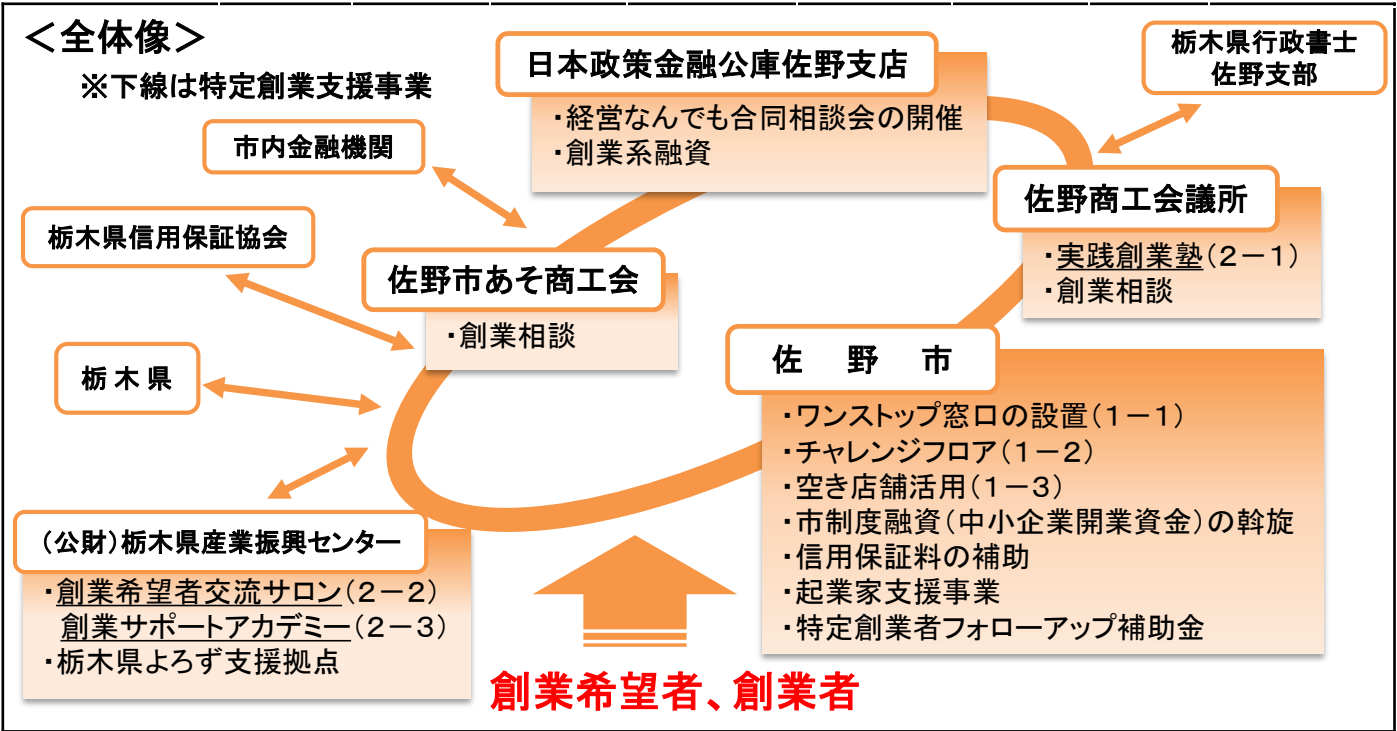 ＜全体像＞
※下線は特定創業支援事業
日本政策金融公庫佐野支店
・経営なんでも合同相談会の開催
・創業系融資
栃木県行政書士
佐野支部
市内金融機関
佐野商工会議所
・実践創業塾(２－１)
・創業相談
栃木県信用保証協会
佐野市あそ商工会
・創業相談
栃木県
佐　野　市
・ワンストップ窓口の設置(１－１)
・チャレンジフロア(１－２)
・空き店舗活用(１－３)
・市制度融資(中小企業開業資金)の斡旋
・信用保証料の補助
・起業家支援事業
・特定創業者フォローアップ補助金
(公財)栃木県産業振興センター
・創業希望者交流サロン(２－２)
創業サポートアカデミー(２－３)
・栃木県よろず支援拠点
創業希望者、創業者